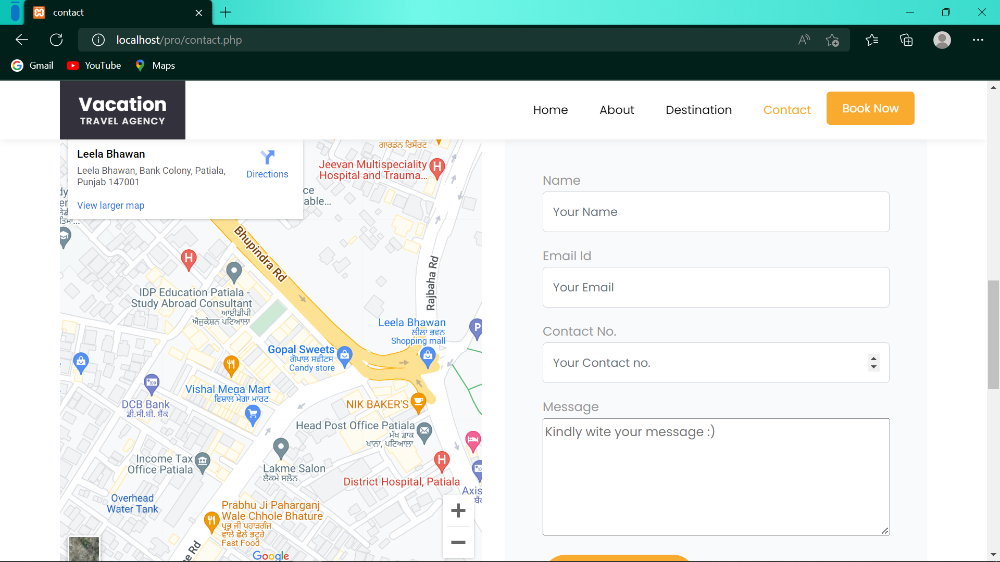 contact
localhost/pro/contact.php
Gmail
YouTube
Maps
Vacation
TRAVEL AGENCY
Home
About
Destination
Contact
Book Now
Leela Bhawan
Leela Bhawan, Bank Colony, Patiala,
Punjab 147001
Directions
View larger map
ਗਾਰਡਨ ਰਿਸੌਰਟ
Jeevan Multispeciality
Hospital and Trauma...
ce
able...
Bhupindra Rd
Rajbaha Rd
IDP Education Patiala -
Study Abroad Consultant
ਆਈਡੀਪੀ
ਐਜੁਕੇਸ਼ਨ ਪਟਿਆਲਾ
Leela Bhawan
ਲੀਲਾ ਭਵਨ
Shopping mall
Gopal Sweets
ਗੋਪਾਲ ਸਵੀਟਸ
Candy store
Vishal Mega Mart
ਵਿਸ਼ਾਲ ਮੇਗਾ ਮਾਰਟ
DCB Bank
ਡੀ.ਸੀ.ਬੀ. ਬੈਂਕ
NIK BAKER'S
Head Post Office Patiala
ਮੁੱਖ ਡਾਕ
ਖਾਨਾ, ਪਟਿਆਲਾ
Income Tax
Office Patiala
Lakme Salon
ਲੈਕਮੇ ਸਲੋਨ
District Hospital, Patiala
Axis
Overhead
Water Tank
Prabhu Ji Paharganj
Wale Chhole Bhature
ਪ੍ਰਭੂ ਜੀ ਪਹਾੜਗੰਜ
ਵਾਲੇ ਛੋਲੇ ਭਟੂਰੇ
Fast Food
e Rd
Google
Name
Your Name
Email Id
Your Email
Contact No.
Your Contact no.
Message
Kindly wite your message :)